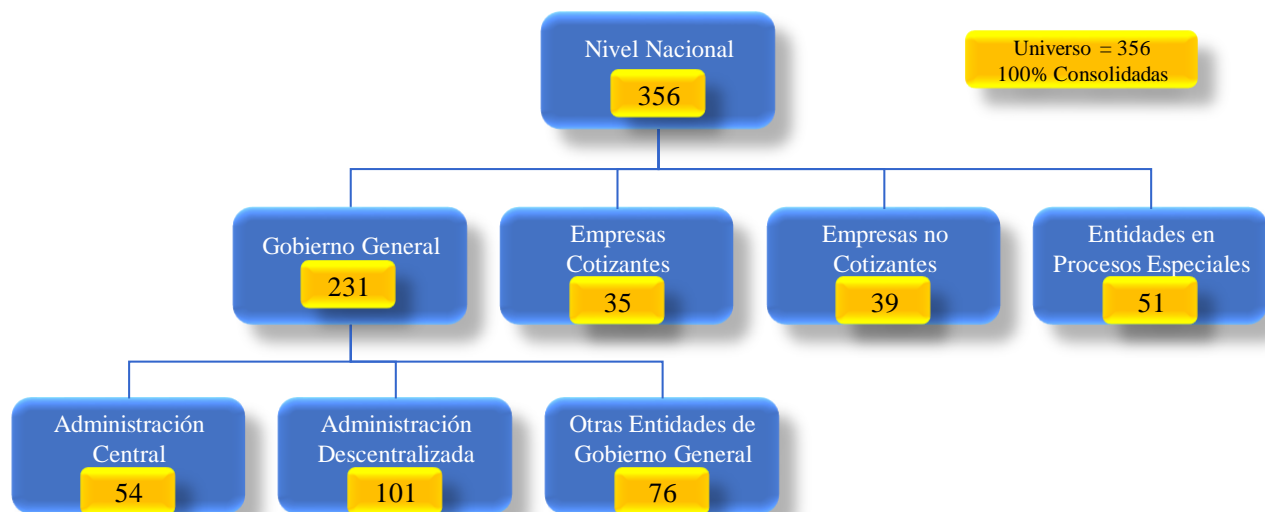 Nivel Nacional
356
Universo = 356
100% Consolidadas
Gobierno General
231
Empresas
Cotizantes
35
Empresas no
Cotizantes
39
Entidades en
Procesos Especiales
51
Administración
Central
54
Administración
Descentralizada
101
Otras Entidades de
Gobierno General
76